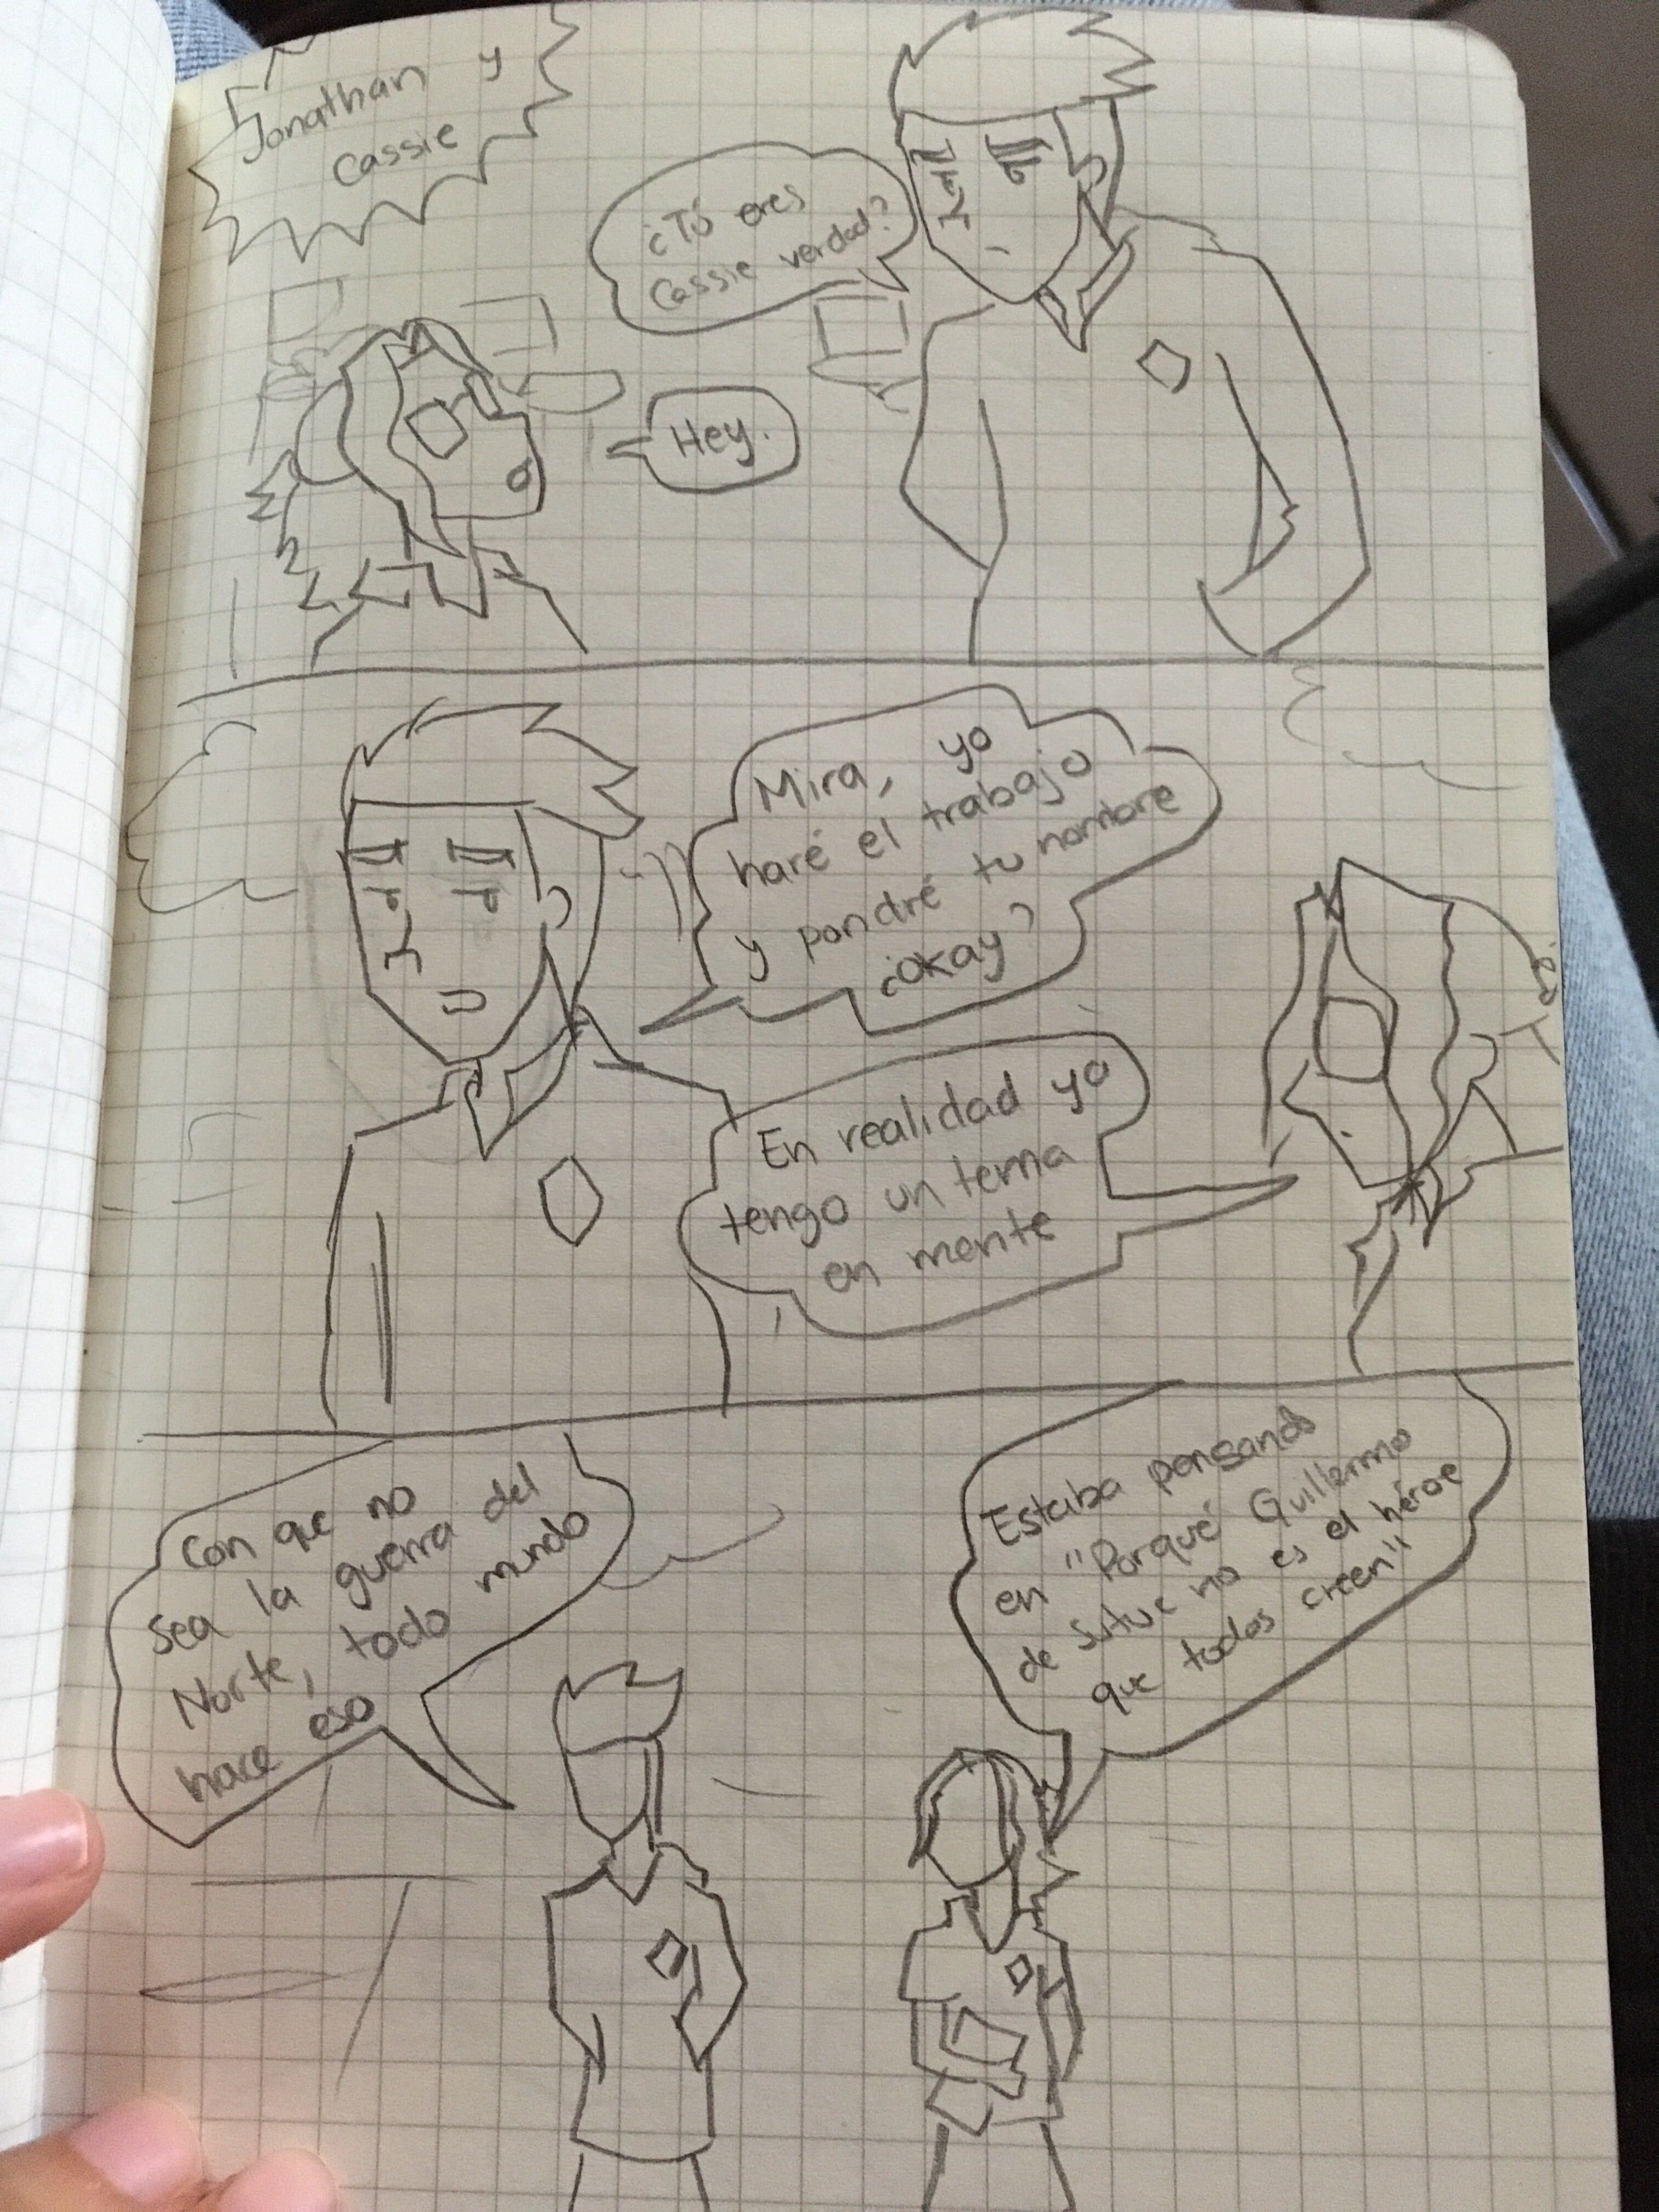 Jonathan y
Cassie
¿Tú eres
Cassie verdad?
Hey.
Mira, yo
haré el trabajo
y pondré tu nombre
¿okay?
En realidad ya
tengo un tema
en mente
Con que no
sea la guerra del
Norte, todo mundo
hace eso
Estaba pensando
en "Porqué Guillermo
de Sutuc no es el héroe
que todos creen"